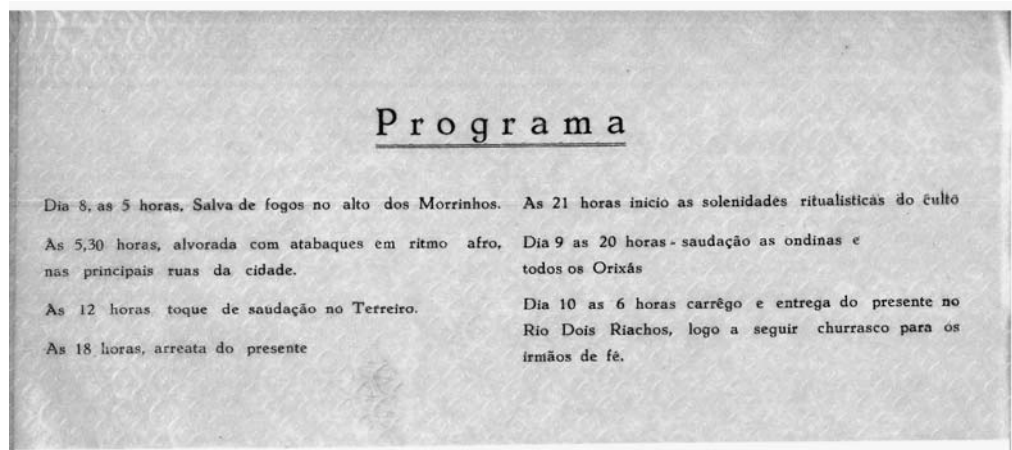 Programa
Dia 8, as 5 horas, Salva de fogos no alto dos Morrinhos.
As 5,30 horas, alvorada com atabaques em ritmo afro,
nas principais ruas da cidade.
As 12 horas toque de saudação no Terreiro.
As 18 horas, arreata do presente
As 21 horas inicio as solenidades ritualisticas do culto
Dia 9 as 20 horas - saudação as ondinas e
todos os Orixás
Dia 10 as 6 horas carrêgo e entrega do presente no
Rio Dois Riachos, logo a seguir churrasco para os
irmãos de fé.